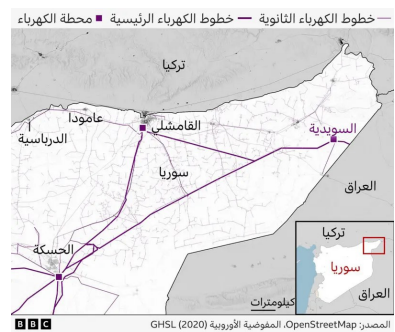 محطة الكهرباء خطوط الكهرباء الرئيسية خطوط الكهرباء الثانوية
تركيا
القامشلي
عامودا
الدرباسية
السويدية
سوريا
العراق
الحسكة
تركيا
سوريا
العراق
كيلومترات
المصدر: OpenStreetMap، المفوضية الأوروبية GHSL (2020)
BBC